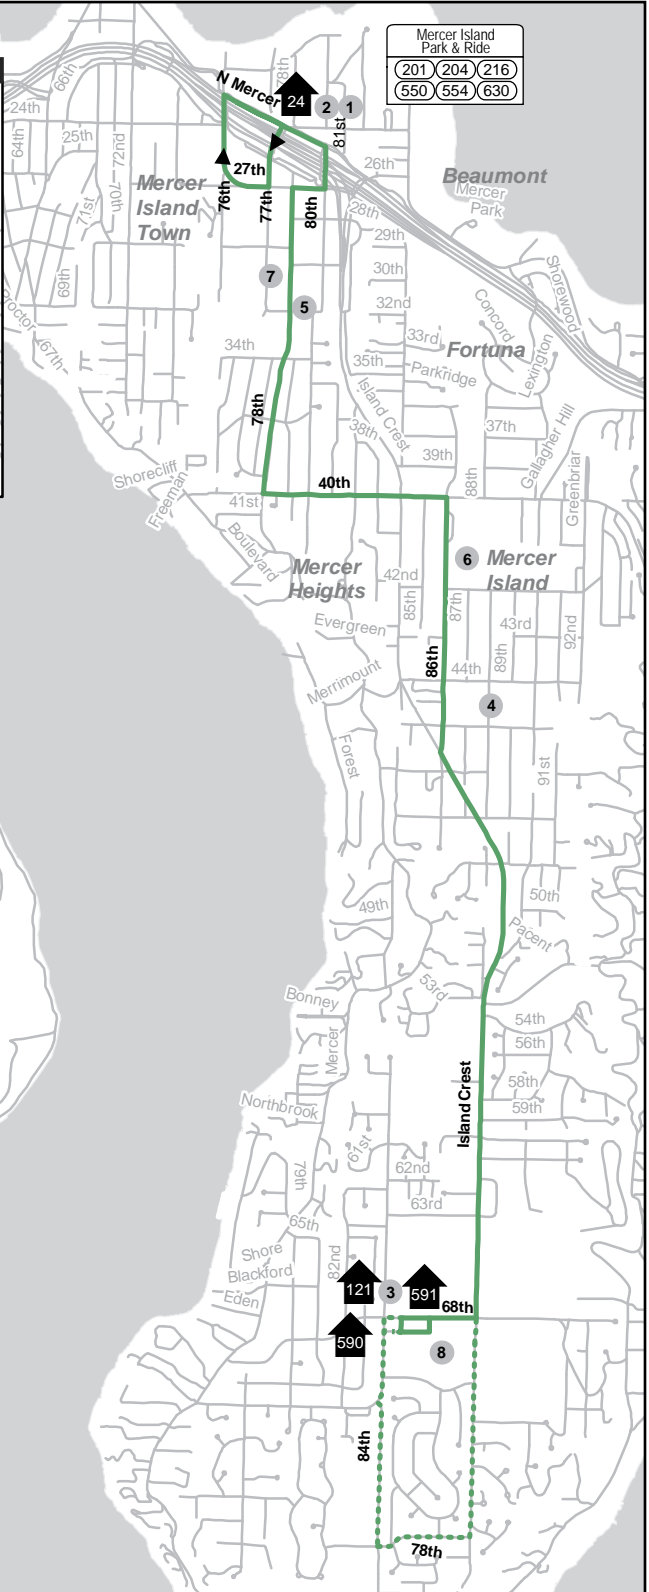 Mercer Island
Park & Ride
201 204 216
550 554 630
66th
78th
N Mercer
24
2
1
24th
81st
64th
25th
72nd
26th
27th
Beaumont
Mercer
Park
Mercer
Island
Town
70th
71st
76th
77th
80th
28th
29th
69th
7
30th
Shorewood
5
32nd
Concord
Proctor
67th
34th
33rd
Fortuna
Lexington
35th
Parkridge
Island Crest
78th
38th
37th
Gallagher Hill
39th
Shorecliff
Freeman
40th
88th
Greenbriar
41st
Boulevard
6
Mercer
Island
Mercer
Heights
42nd
85th
87th
Evergreen
43rd
89th
92nd
86th
44th
Merrimount
4
Forest
91st
50th
49th
Pacent
53rd
Bonney
54th
Mercer
56th
Island Crest
58th
Northbrook
59th
61st
79th
62nd
63rd
65th
82nd
Shore
Blackford
Eden
121
3
591
68th
590
8
84th
78th